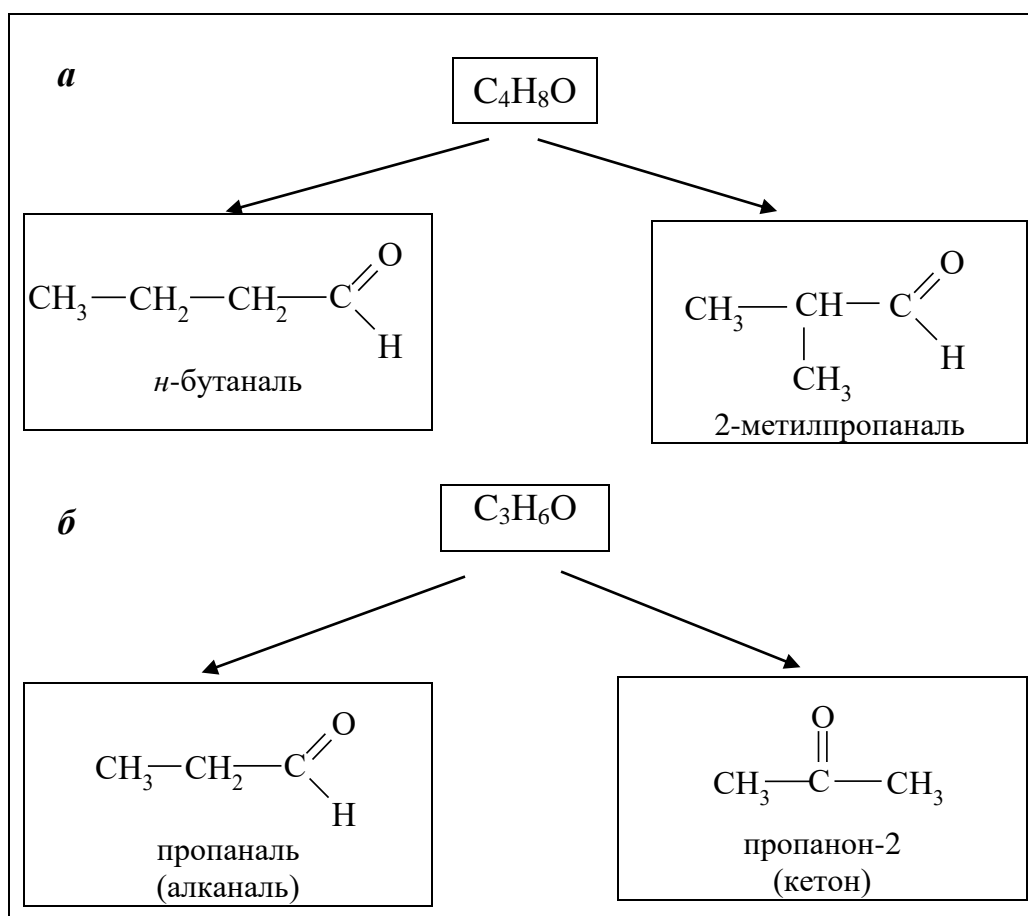 а
C₄H₈O
CH₃—CH₂—CH₂—C
O
H
н-бутаналь
CH₃—CH—C
O
H
CH₃
2-метилпропаналь
б
C₃H₆O
CH₃—CH₂—C
O
H
пропаналь
(алканаль)
O
CH₃—C—CH₃
пропанон-2
(кетон)